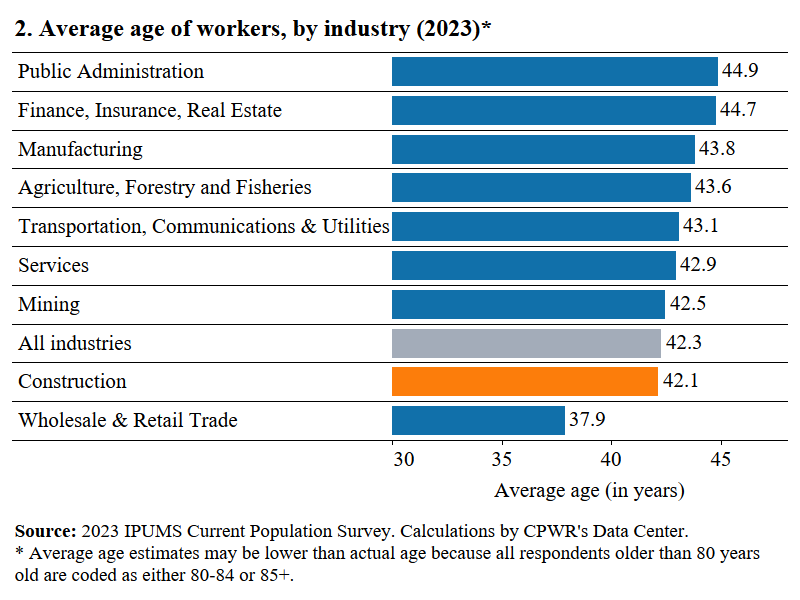 2. Average age of workers, by industry (2023)*
Public Administration 44.9
Finance, Insurance, Real Estate 44.7
Manufacturing 43.8
Agriculture, Forestry and Fisheries 43.6
Transportation, Communications & Utilities 43.1
Services 42.9
Mining 42.5
All industries 42.3
Construction 42.1
Wholesale & Retail Trade 37.9
30 35 40 45
Average age (in years)
Source: 2023 IPUMS Current Population Survey. Calculations by CPWR's Data Center.
* Average age estimates may be lower than actual age because all respondents older than 80 years
old are coded as either 80-84 or 85+.